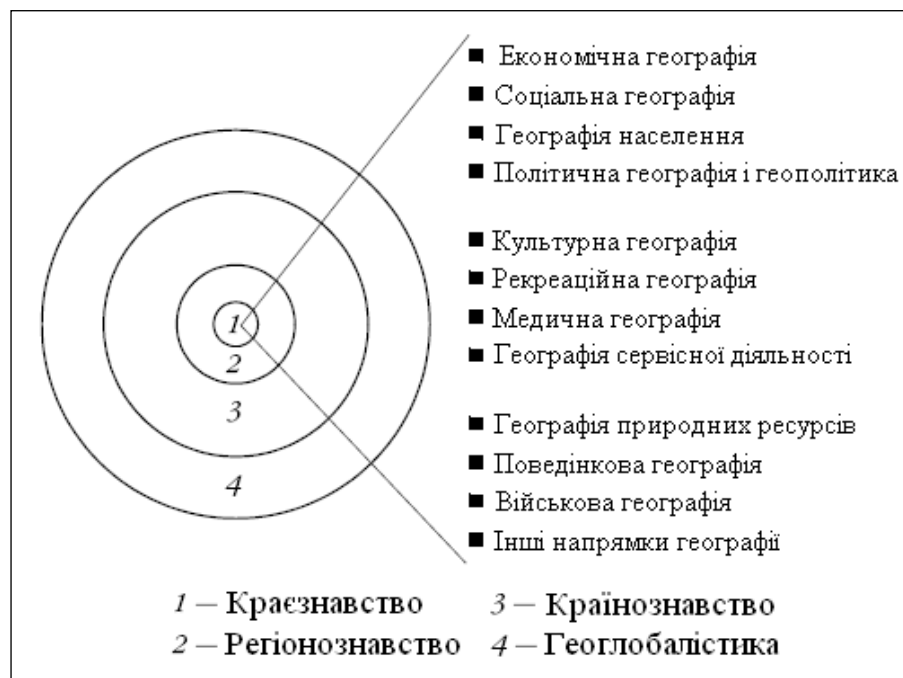 ■ Економічна географія
■ Соціальна географія
■ Географія населення
■ Політична географія і геополітика
■ Культурна географія
■ Рекреаційна географія
■ Медична географія
■ Географія сервісної діяльності
■ Географія природних ресурсів
■ Поведінкова географія
■ Військова географія
■ Інші напрямки географії
1
2
3
4
1 – Краєзнавство 3 – Країнознавство
2 – Регіонознавство 4 – Геоглобалістика